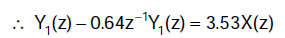 ∴ Y₁(z) – 0.64z⁻¹Y₁(z) = 3.53X(z)